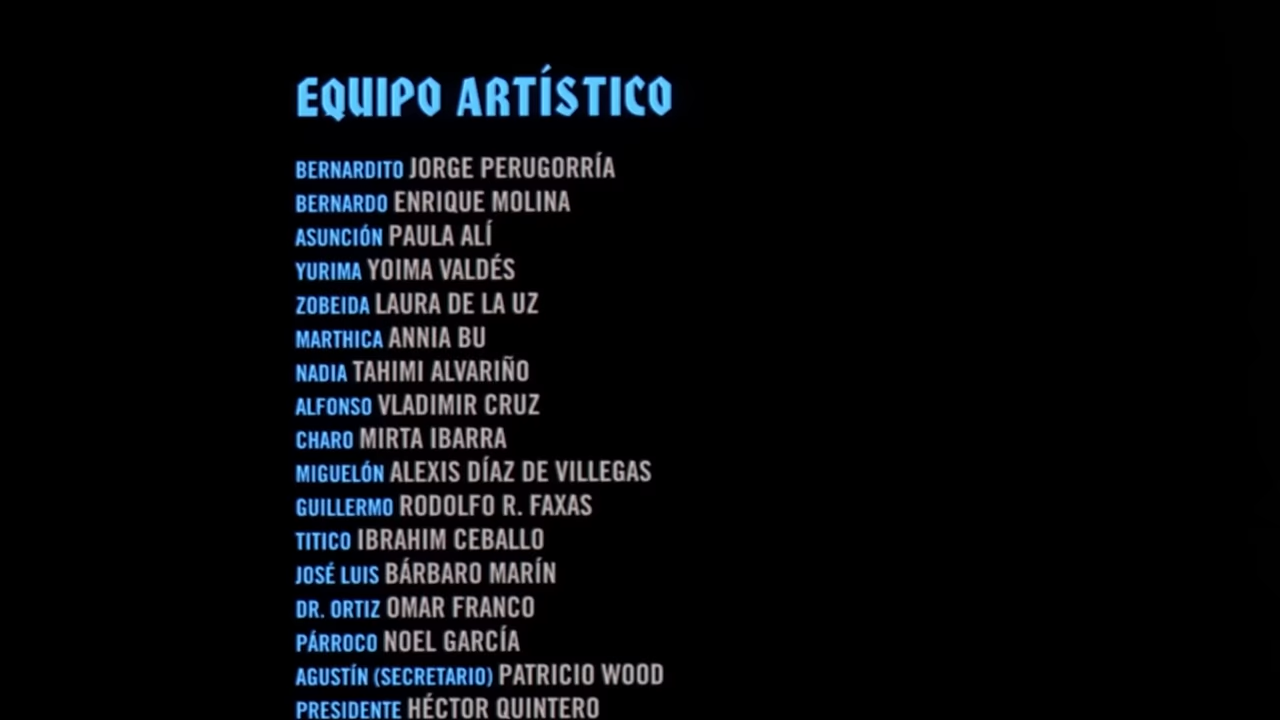 EQUIPO ARTÍSTICO
BERNARDITO JORGE PERUGORRÍA
BERNARDO ENRIQUE MOLINA
ASUNCIÓN PAULA ALÍ
YURIMA YOIMA VALDÉS
ZOBEIDA LAURA DE LA UZ
MARTHICA ANNIA BU
NADIA TAHIMI ALVARIÑO
ALFONSO VLADIMIR CRUZ
CHARO MIRTA IBARRA
MIGUELÓN ALEXIS DÍAZ DE VILLEGAS
GUILLERMO RODOLFO R. FAXAS
TITICO IBRAHIM CEBALLO
JOSÉ LUIS BÁRBARO MARÍN
DR. ORTIZ OMAR FRANCO
PÁRROCO NOEL GARCÍA
AGUSTÍN (SECRETARIO) PATRICIO WOOD
PRESIDENTE HÉCTOR QUINTERO